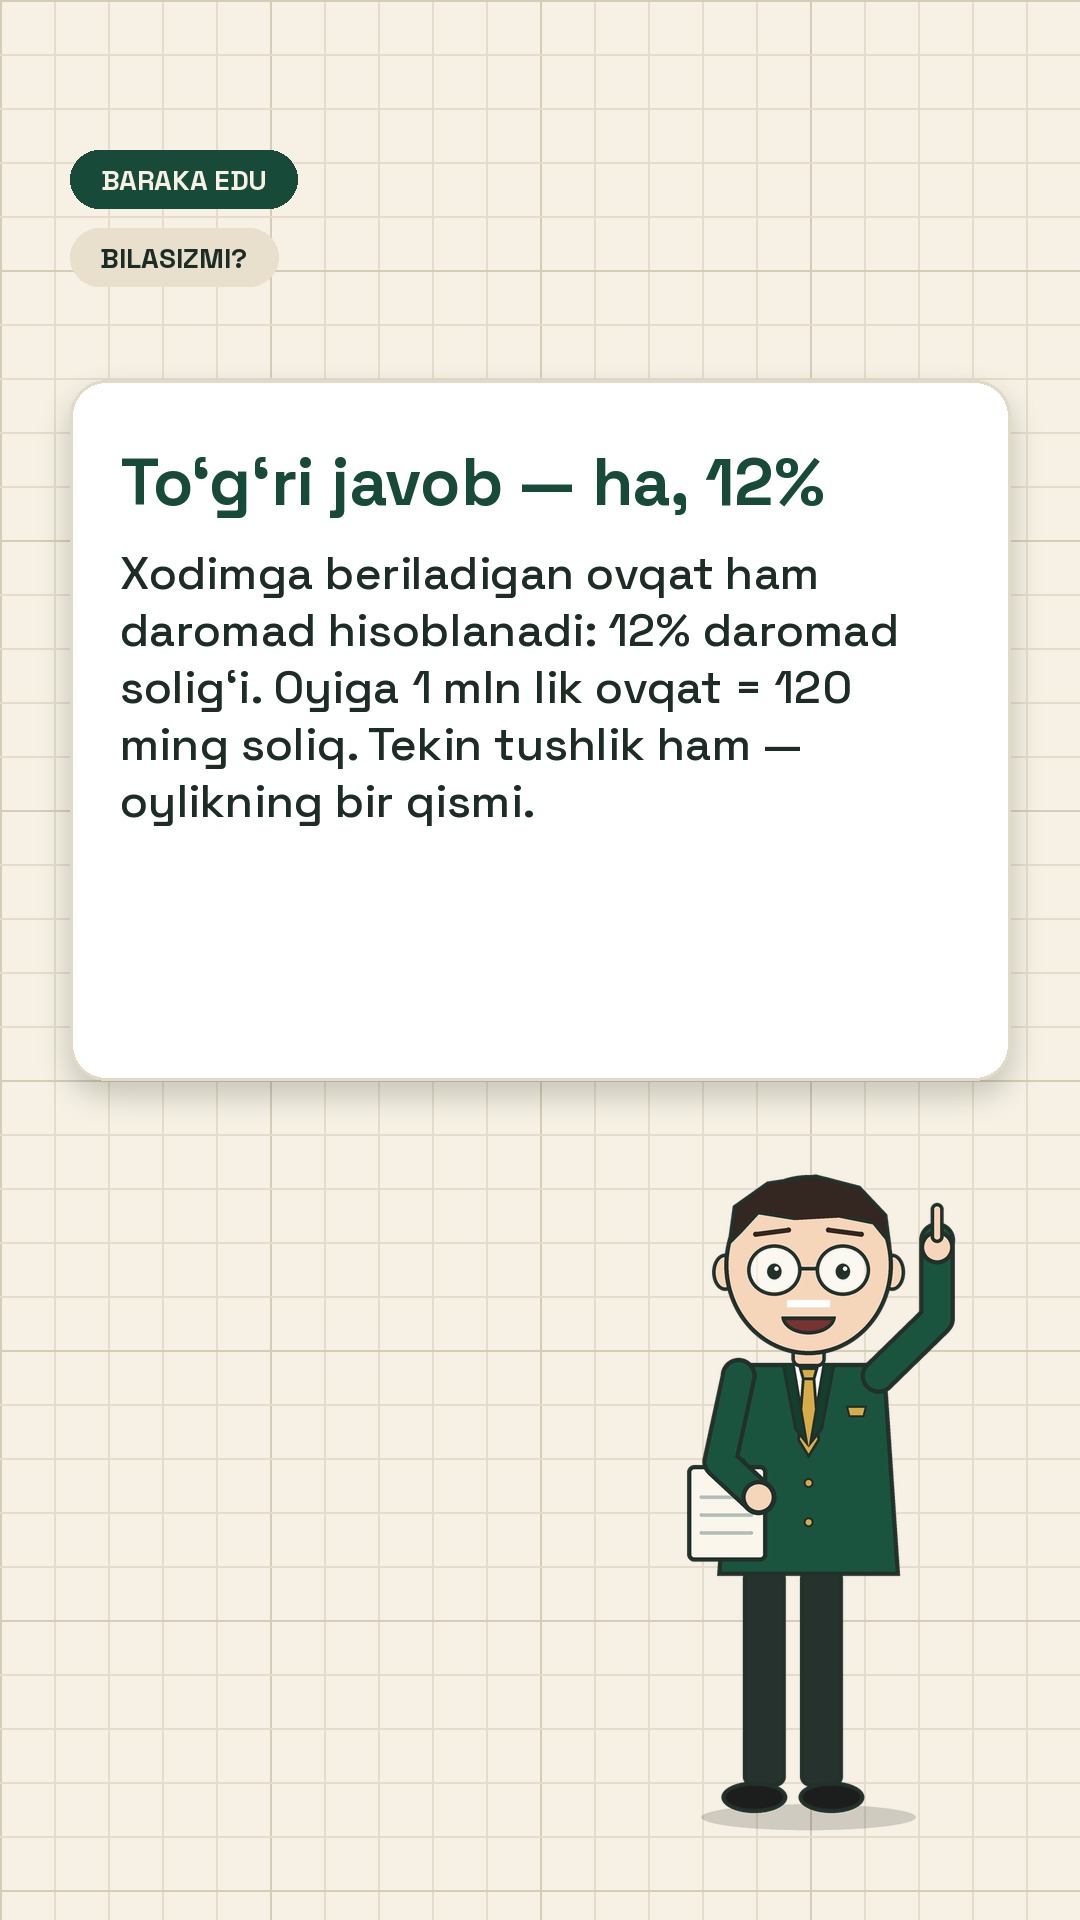 BARAKA EDU
BILASIZMI?
To‘g‘ri javob — ha, 12%
Xodimga beriladigan ovqat ham
daromad hisoblanadi: 12% daromad
solig‘i. Oyiga 1 mln lik ovqat = 120
ming soliq. Tekin tushlik ham —
oylikning bir qismi.